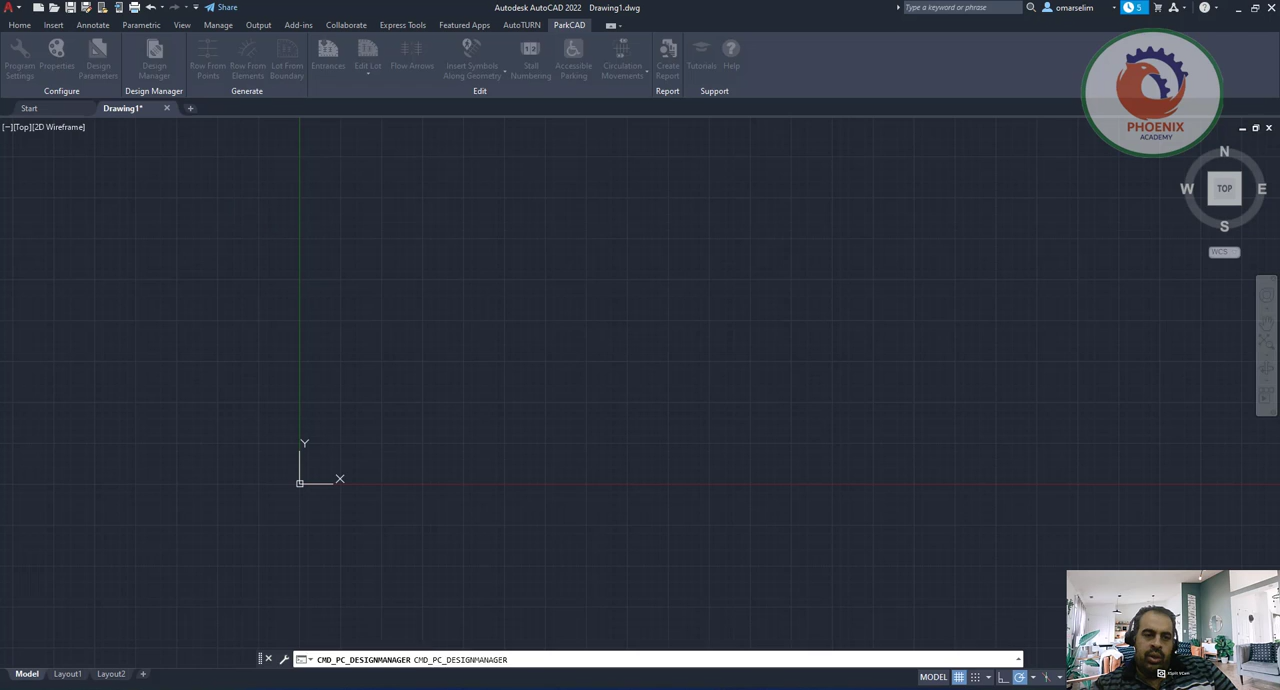 Share
Autodesk AutoCAD 2022 Drawing1.dwg
Type a keyword or phrase
omarselim
5
Home Insert Annotate Parametric View Manage Output Add-ins Collaborate Express Tools Featured Apps AutoTURN ParkCAD
Program Settings
Properties
Design Parameters
Design Manager
Row From Points
Row From Elements
Lot From Boundary
Entrances
Edit Lot
Flow Arrows
Insert Symbols Along Geometry
Stall Numbering
Accessible Parking
Circulation Movements
Create Report
Tutorials
Help
Configure Design Manager Generate Edit Report Support
Start Drawing1*
[−][Top][2D Wireframe]
PHOENIX
ACADEMY
N
W TOP E
S
WCS
Y
X
CMD_PC_DESIGNMANAGER CMD_PC_DESIGNMANAGER
Model Layout1 Layout2
MODEL